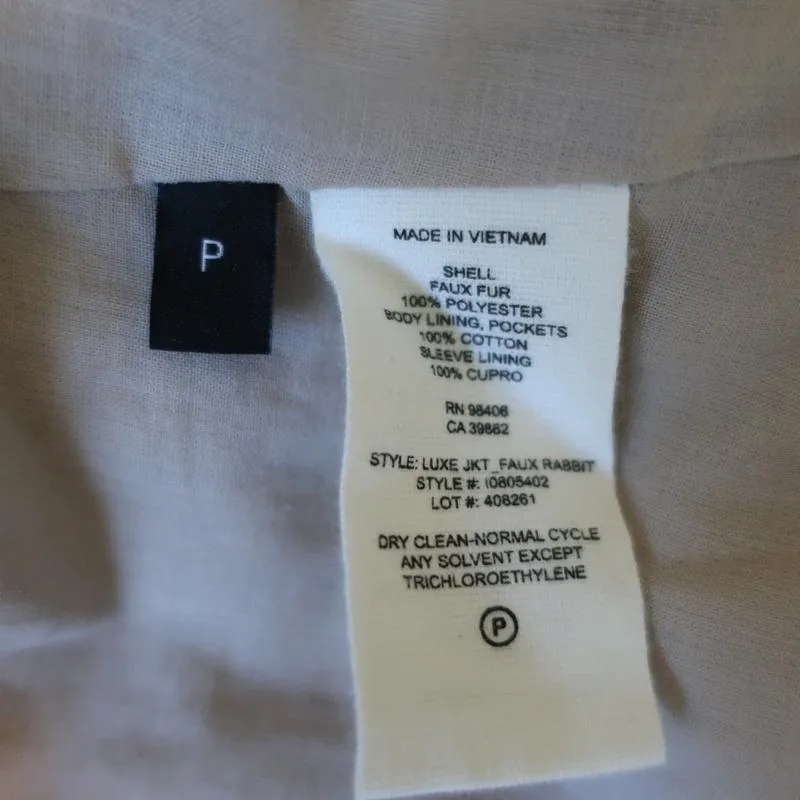 P
MADE IN VIETNAM
SHELL
FAUX FUR
100% POLYESTER
BODY LINING, POCKETS
100% COTTON
SLEEVE LINING
100% CUPRO
RN 98406
CA 39662
STYLE: LUXE JKT_FAUX RABBIT
STYLE #: I0805402
LOT #: 408261
DRY CLEAN-NORMAL CYCLE
ANY SOLVENT EXCEPT
TRICHLOROETHYLENE
P